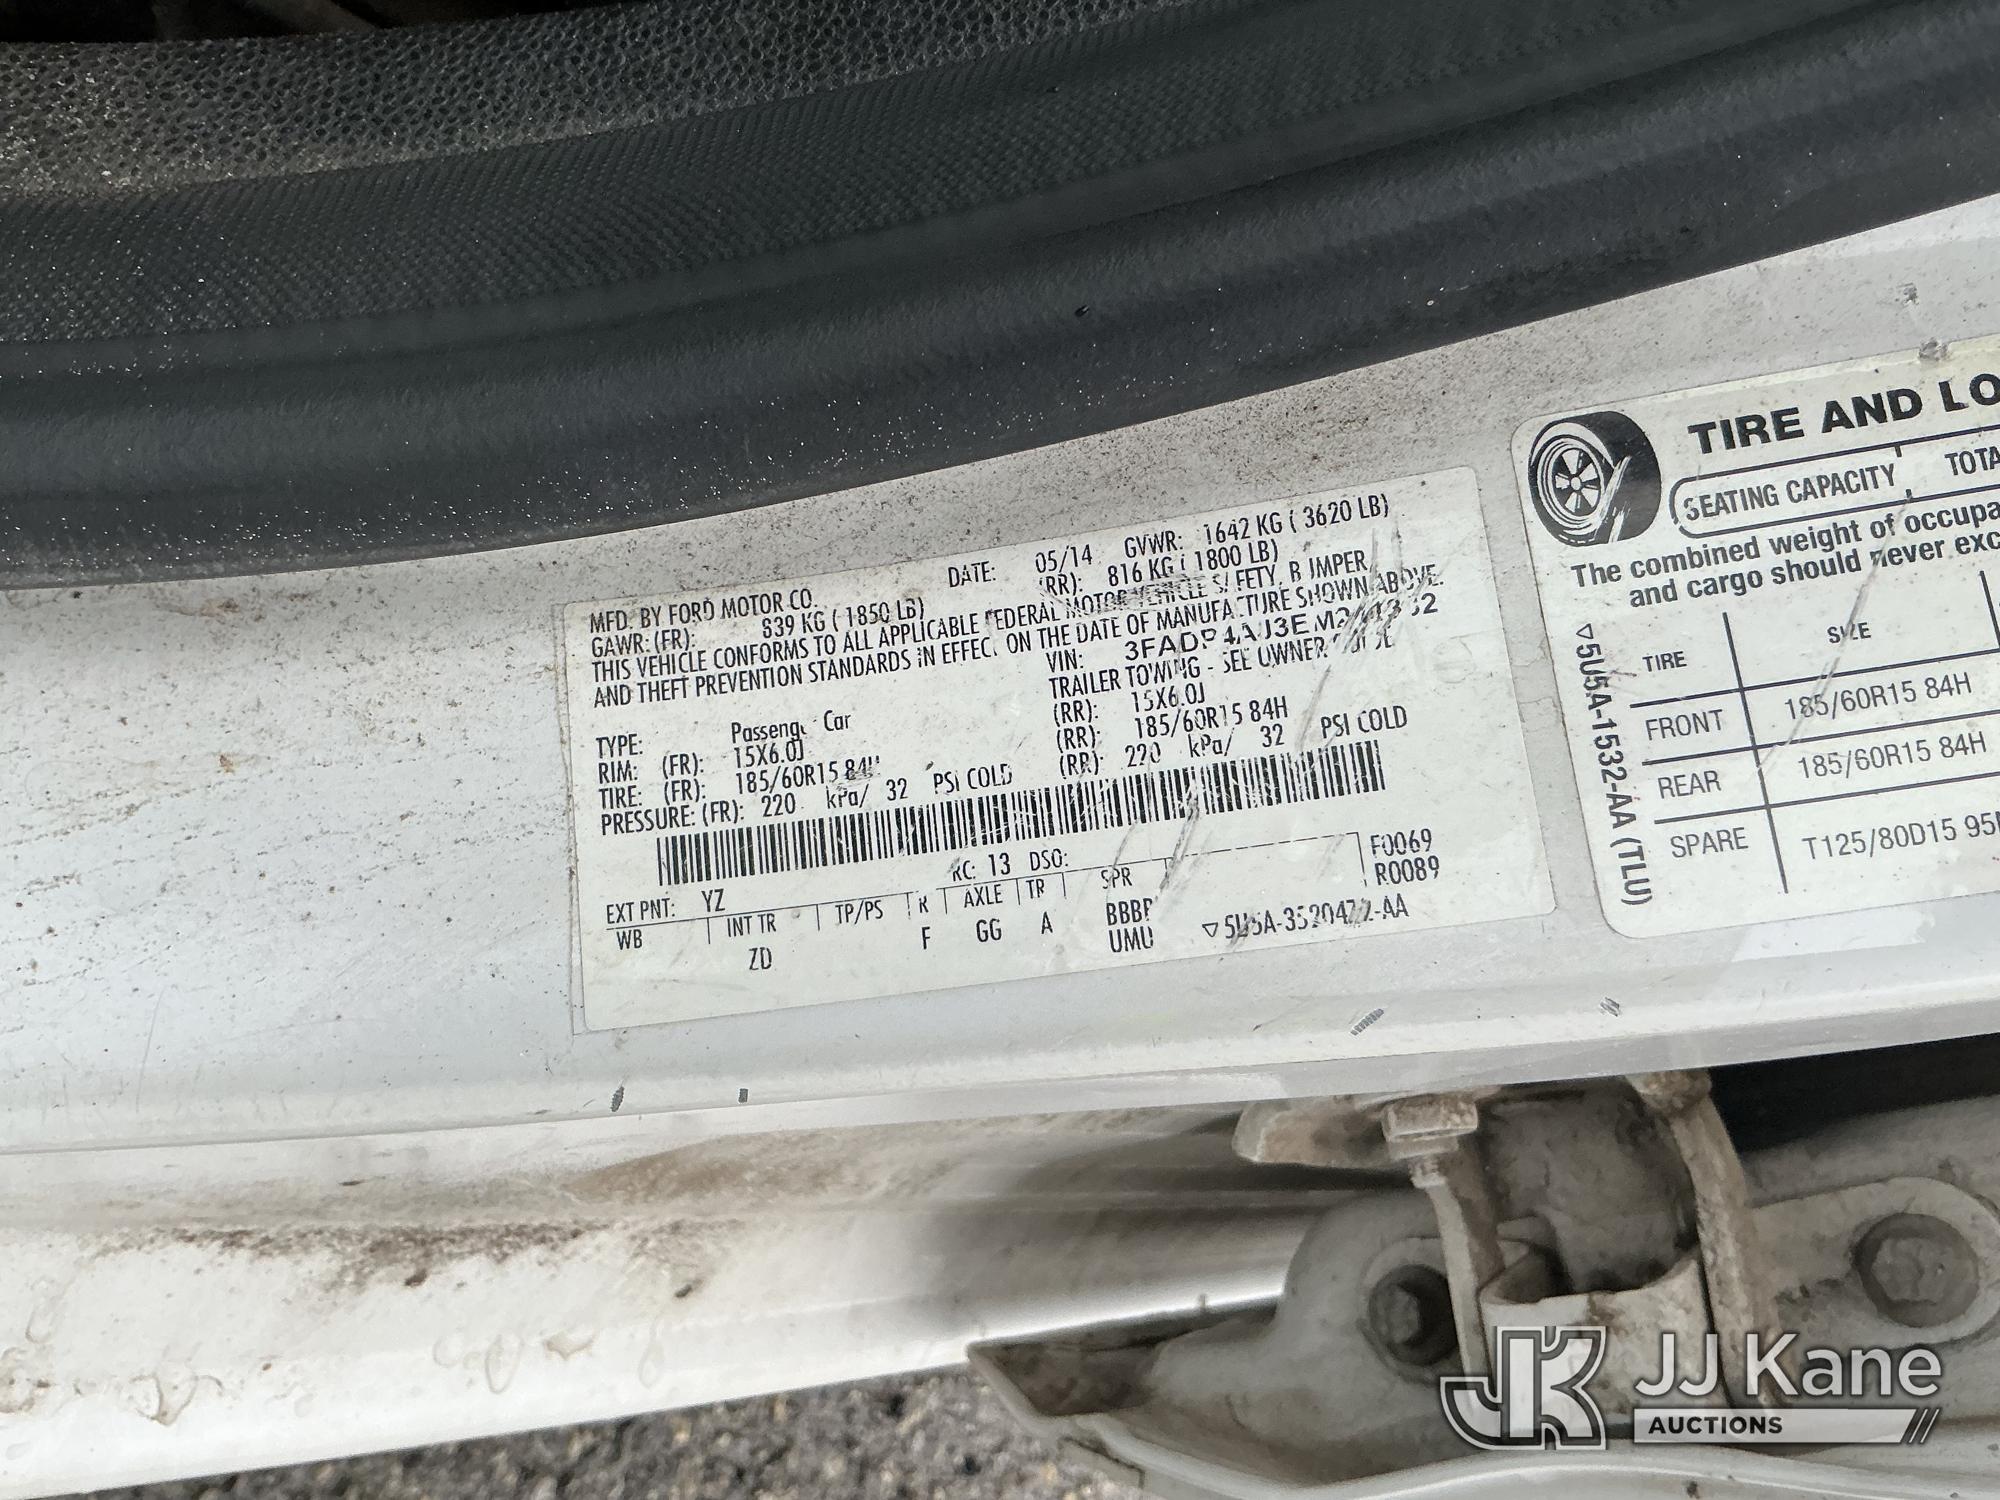 MFD. BY FORD MOTOR CO. DATE: 05/14 GVWR: 1642 KG ( 3620 LB)
GAWR: (FR): 839 KG ( 1850 LB) (RR): 816 KG ( 1800 LB)
THIS VEHICLE CONFORMS TO ALL APPLICABLE FEDERAL MOTOR VEHICLE SAFETY, BUMPER,
AND THEFT PREVENTION STANDARDS IN EFFECT ON THE DATE OF MANUFACTURE SHOWN ABOVE.
VIN:
TRAILER TOWING - SEE OWNER GUIDE
TYPE: Passenger Car
RIM: (FR): 15X6.0J (RR): 15X6.0J
TIRE: (FR): 185/60R15 84H (RR): 185/60R15 84H
PRESSURE: (FR): 220 kPa/ 32 PSI COLD (RR): 220 kPa/ 32 PSI COLD
RC: 13 DSO: F0069
EXT PNT: YZ R0089
WB INT TR TP/PS R AXLE TR SPR
ZD F GG A
UMU
TIRE AND LO
SEATING CAPACITY TOTA
The combined weight of occupa
and cargo should never exc
TIRE SIZE
FRONT 185/60R15 84H
REAR 185/60R15 84H
SPARE T125/80D15 95
5U5A-1532-AA (TLU)
JK JJ Kane
AUCTIONS